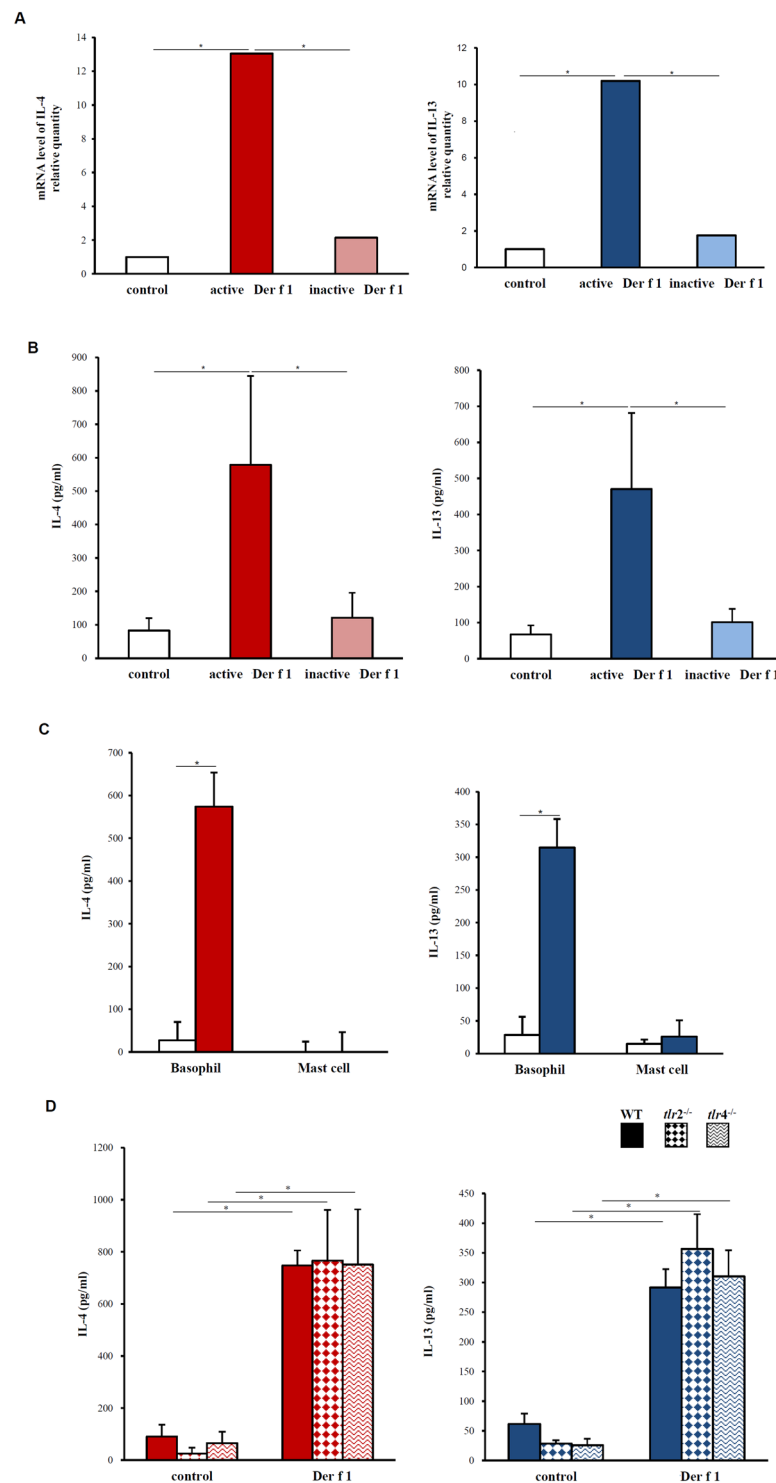 A
mRNA level of IL-4
relative quantity
14
12
10
8
6
4
2
0
*
*
control
active Der f 1
inactive Der f 1
mRNA level of IL-13
relative quantity
12
10
8
6
4
2
0
*
*
control
active Der f 1
inactive Der f 1
B
IL-4 (pg/ml)
900
800
700
600
500
400
300
200
100
0
*
*
control
active Der f 1
inactive Der f 1
IL-13 (pg/ml)
800
700
600
500
400
300
200
100
0
*
*
control
active Der f 1
inactive Der f 1
C
IL-4 (pg/ml)
700
600
500
400
300
200
100
0
*
Basophil
Mast cell
IL-13 (pg/ml)
400
350
300
250
200
150
100
50
0
*
Basophil
Mast cell
D
WT
tlr2-/-
tlr4-/-
IL-4 (pg/ml)
1200
1000
800
600
400
200
0
*
*
*
control
Der f 1
IL-13 (pg/ml)
450
400
350
300
250
200
150
100
50
0
*
*
*
control
Der f 1